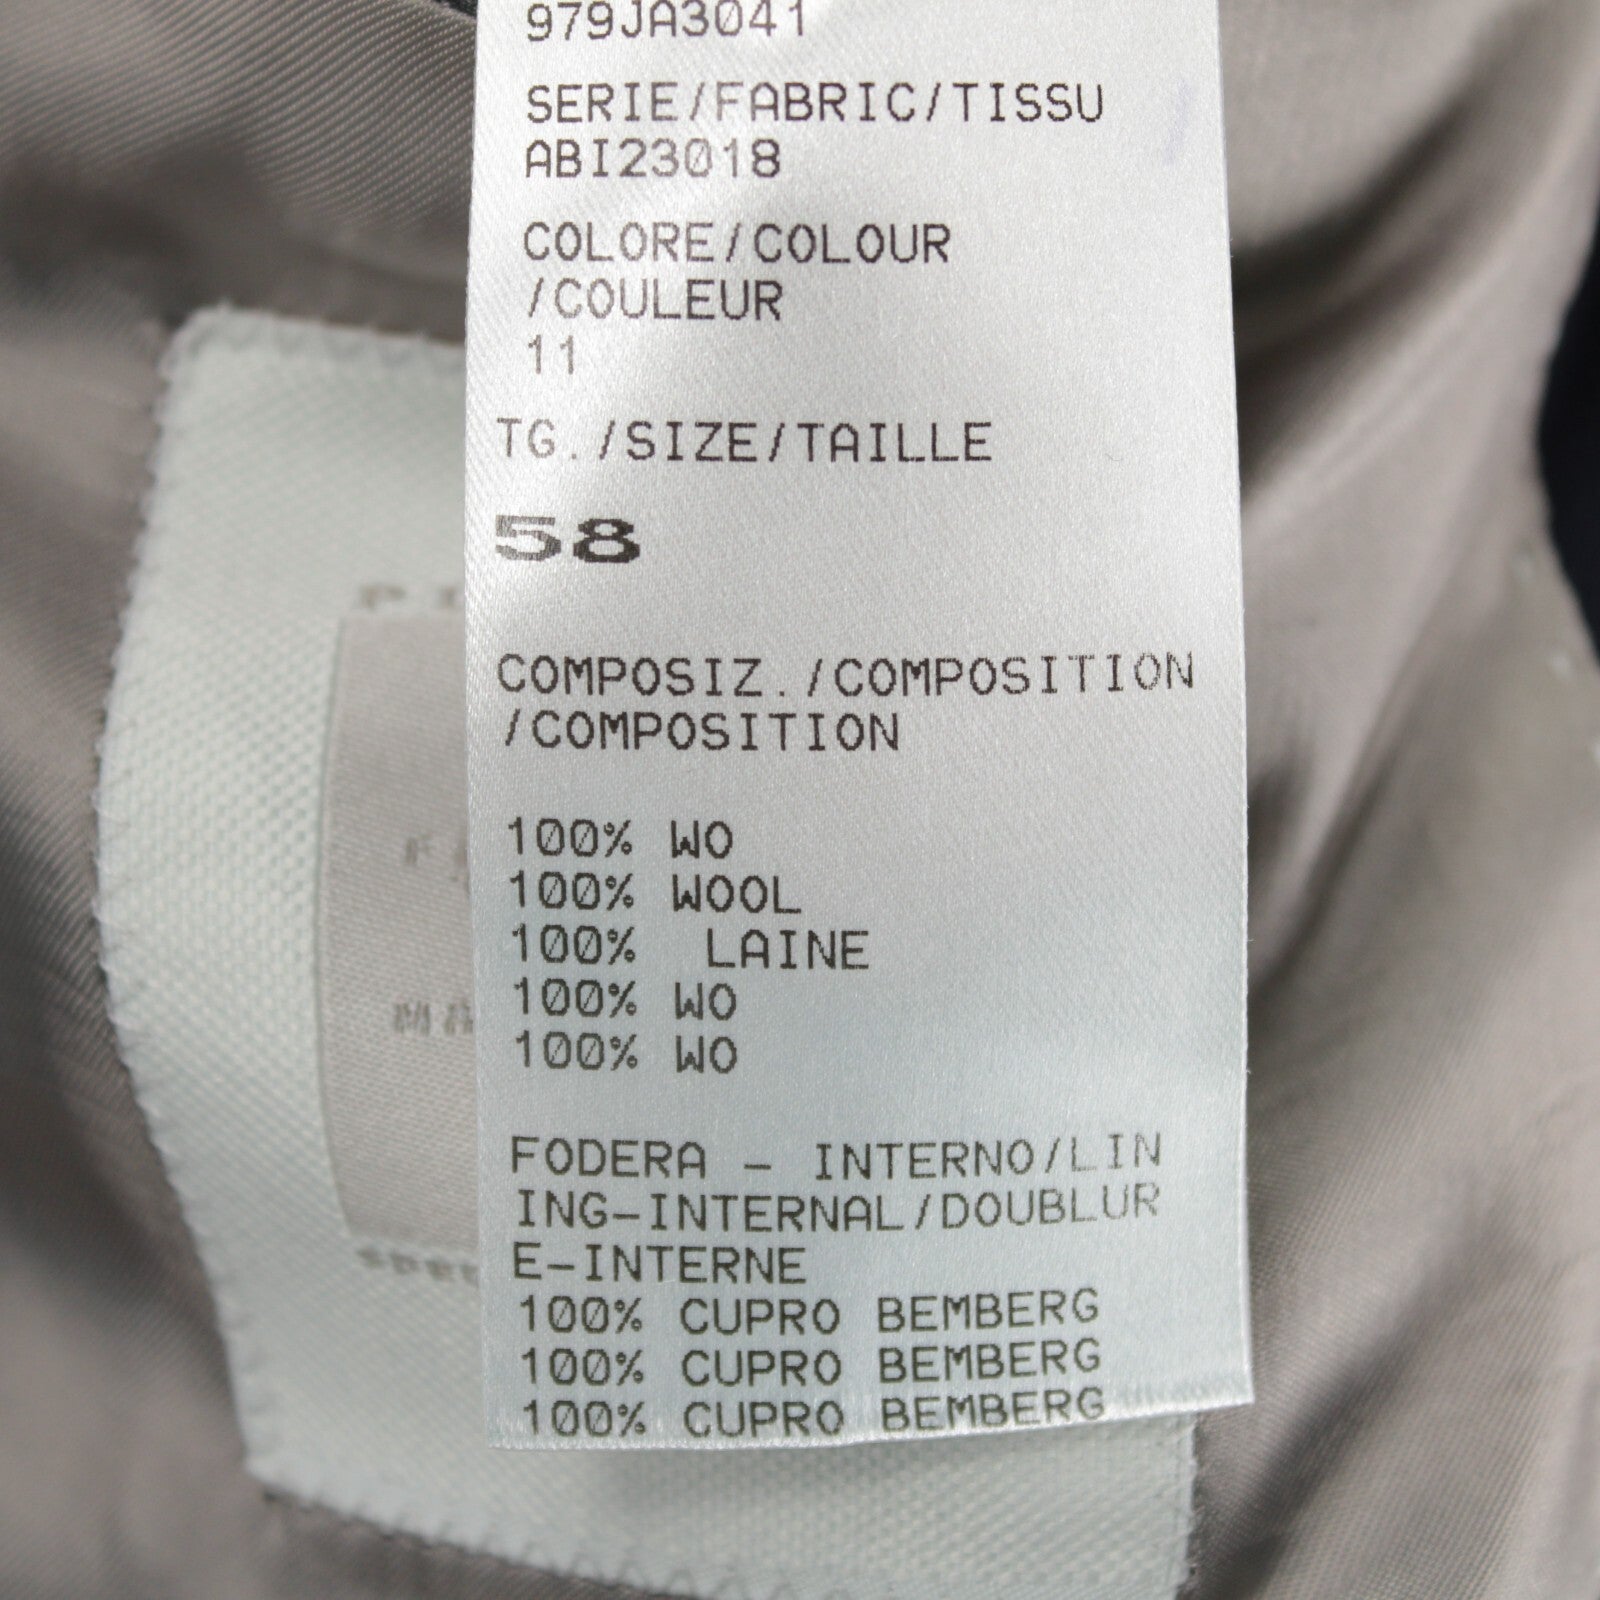 979JA3041
SERIE/FABRIC/TISSU
ABI23018
COLORE/COLOUR
/COULEUR
11
TG./SIZE/TAILLE
58
COMPOSIZ./COMPOSITION
/COMPOSITION
100% WO
100% WOOL
100% LAINE
100% WO
100% WO
FODERA - INTERNO/LIN
ING-INTERNAL/DOUBLUR
E-INTERNE
100% CUPRO BEMBERG
100% CUPRO BEMBERG
100% CUPRO BEMBERG